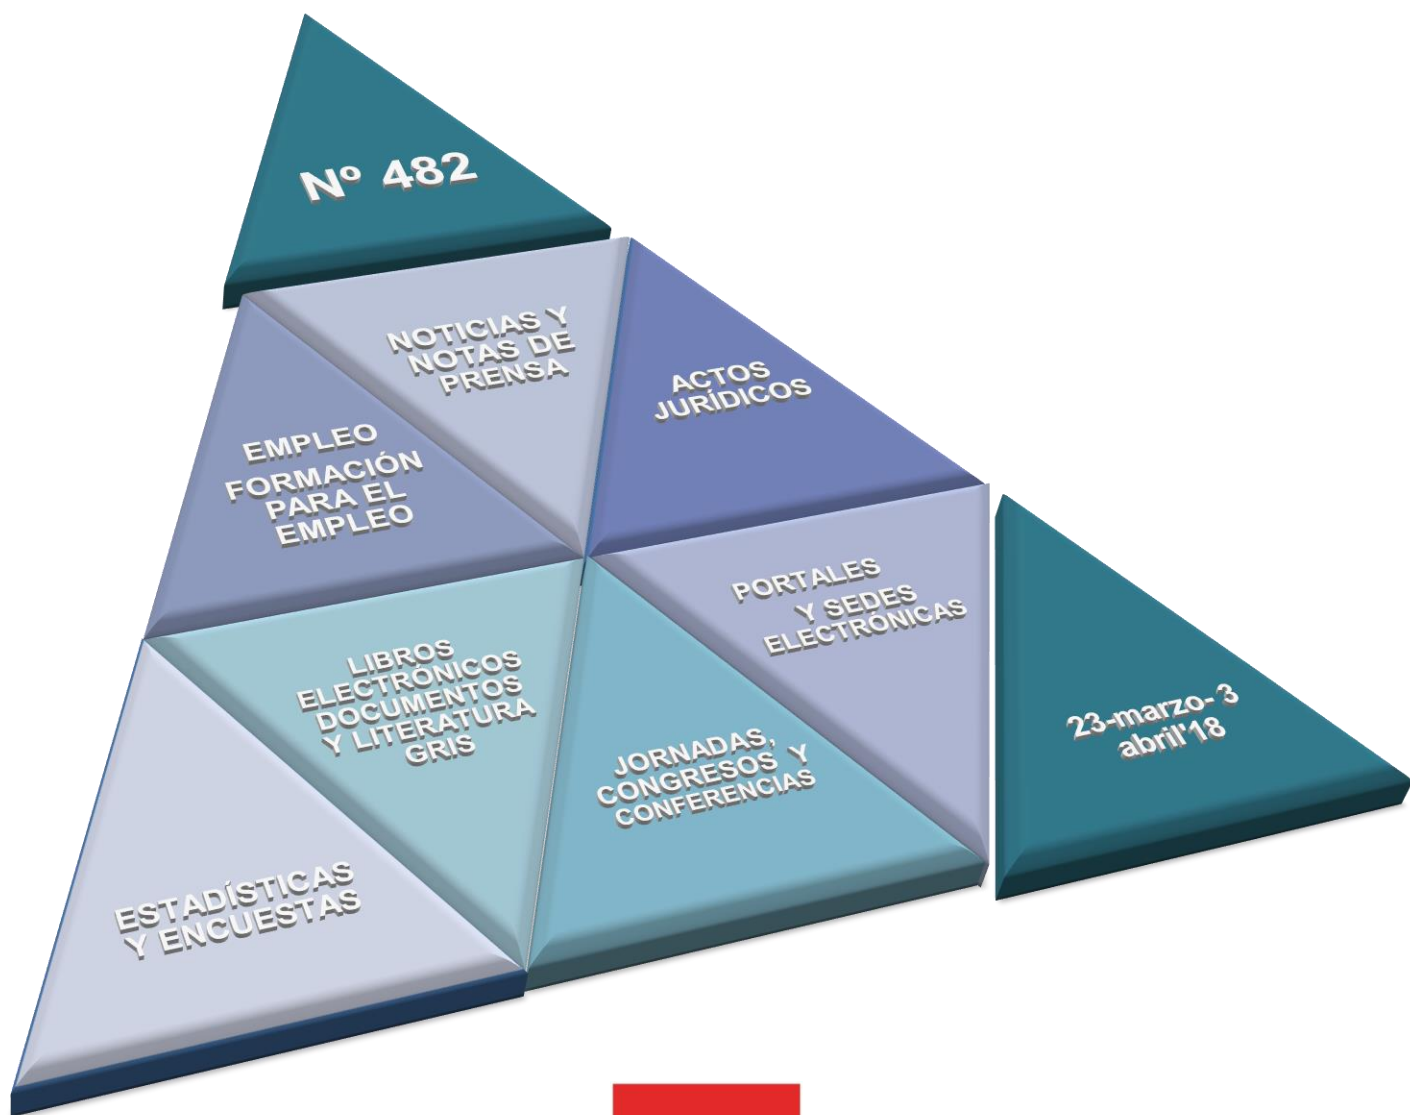 Nº 482
NOTICIAS Y
NOTAS DE
PRENSA
ACTOS
JURÍDICOS
EMPLEO
FORMACIÓN
PARA EL
EMPLEO
PORTALES
Y SEDES
ELECTRÓNICAS
LIBROS
ELECTRÓNICOS
DOCUMENTOS
Y LITERATURA
GRIS
JORNADAS,
CONGRESOS Y
CONFERENCIAS
23-marzo- 3
abril'18
ESTADÍSTICAS
Y ENCUESTAS